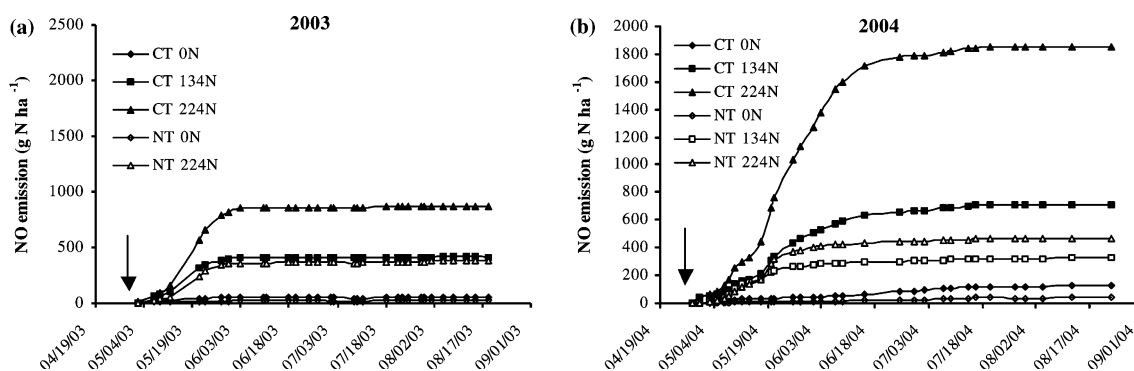 (a)
2003
NO emission (g N ha -1)
2500
2000
1500
1000
500
0
CT 0N
CT 134N
CT 224N
NT 0N
NT 224N
04/19/03
05/04/03
05/19/03
06/03/03
06/18/03
07/03/03
07/18/03
08/02/03
08/17/03
09/01/03
(b)
2004
NO emission (g N ha -1)
2000
1800
1600
1400
1200
1000
800
600
400
200
0
CT 0N
CT 134N
CT 224N
NT 0N
NT 134N
NT 224N
04/19/04
05/04/04
05/19/04
06/03/04
06/18/04
07/03/04
07/18/04
08/02/04
08/17/04
09/01/04